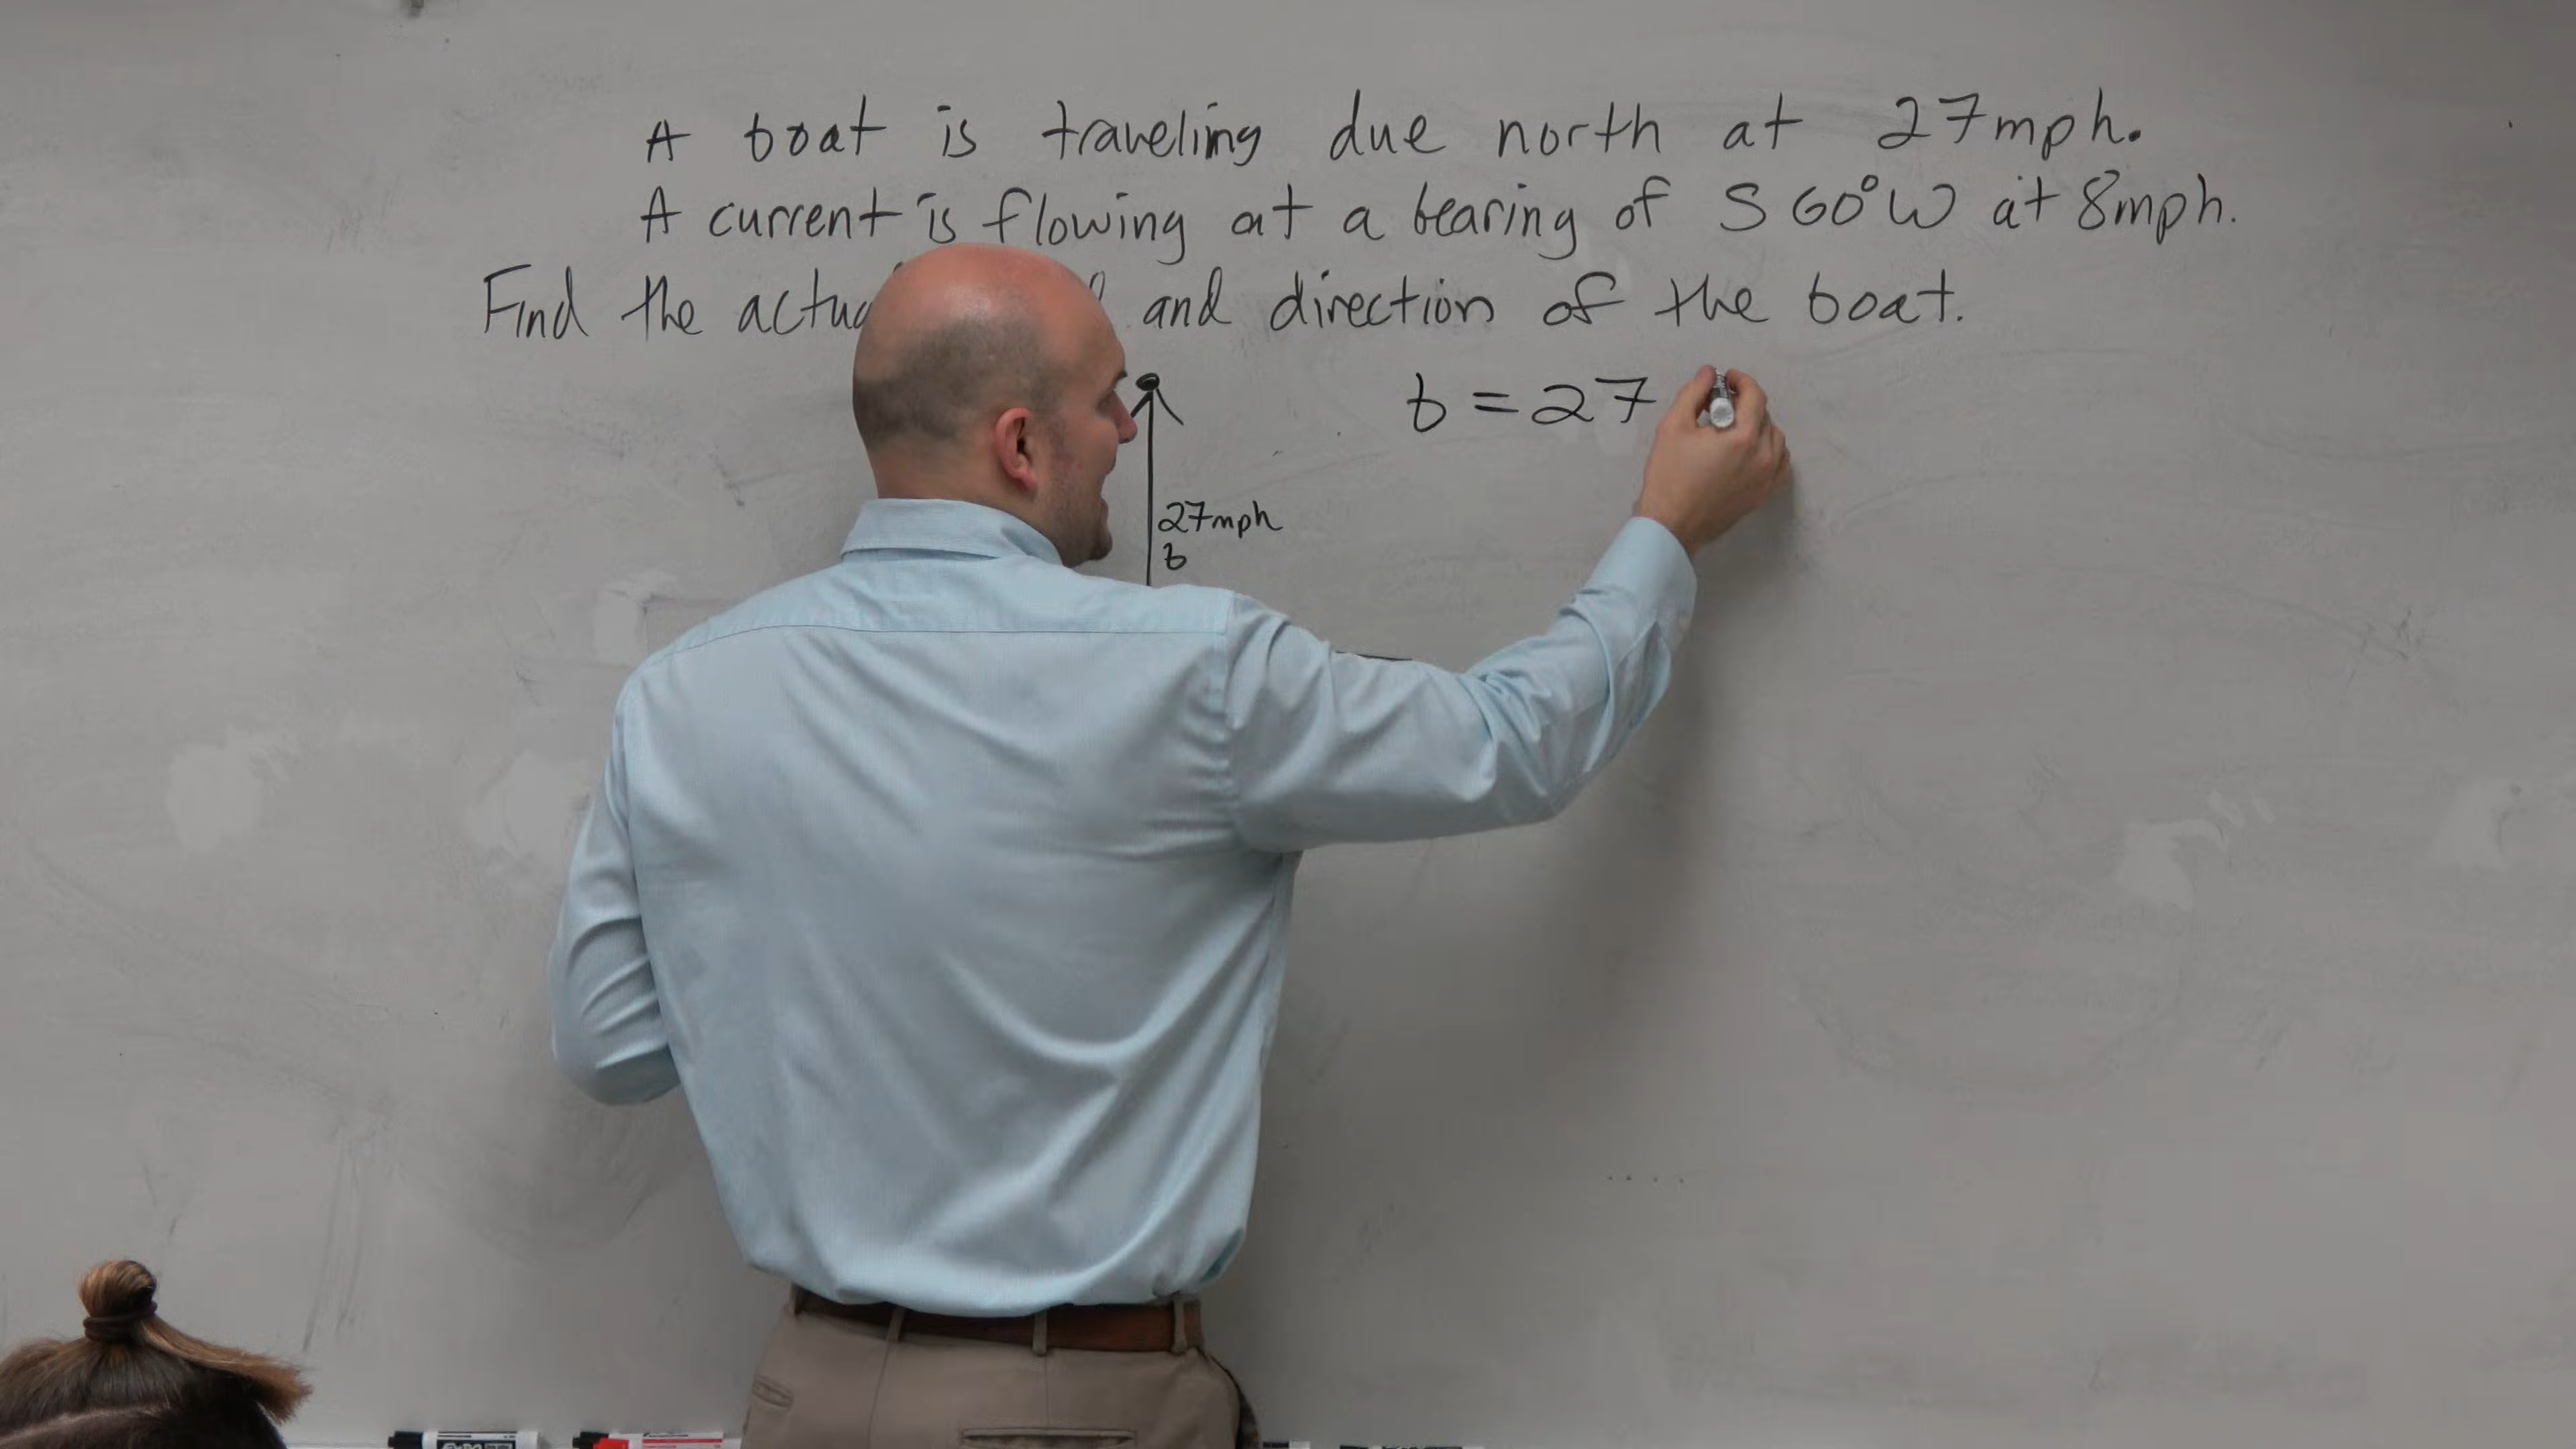 A boat is traveling due north at 27mph.
A current is flowing at a bearing of S 60° W at 8mph.
Find the and direction of the boat.
b = 27
27mph
b
EXPO